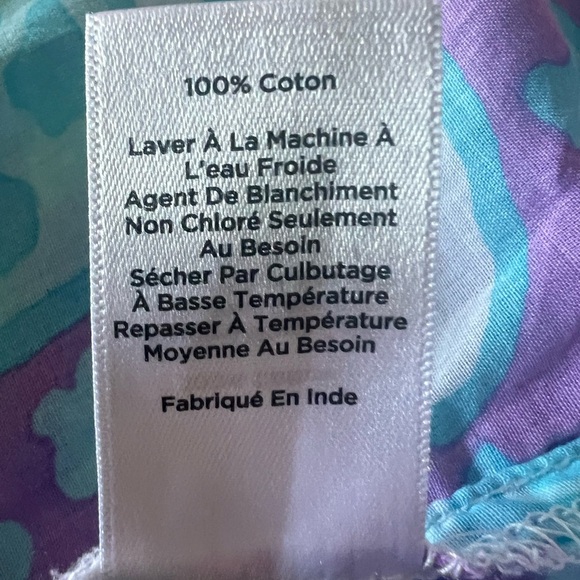 100% Coton
Laver À La Machine À
L'eau Froide
Agent De Blanchiment
Non Chloré Seulement
Au Besoin
Sécher Par Culbutage
À Basse Température
Repasser À Température
Moyenne Au Besoin
Fabriqué En Inde